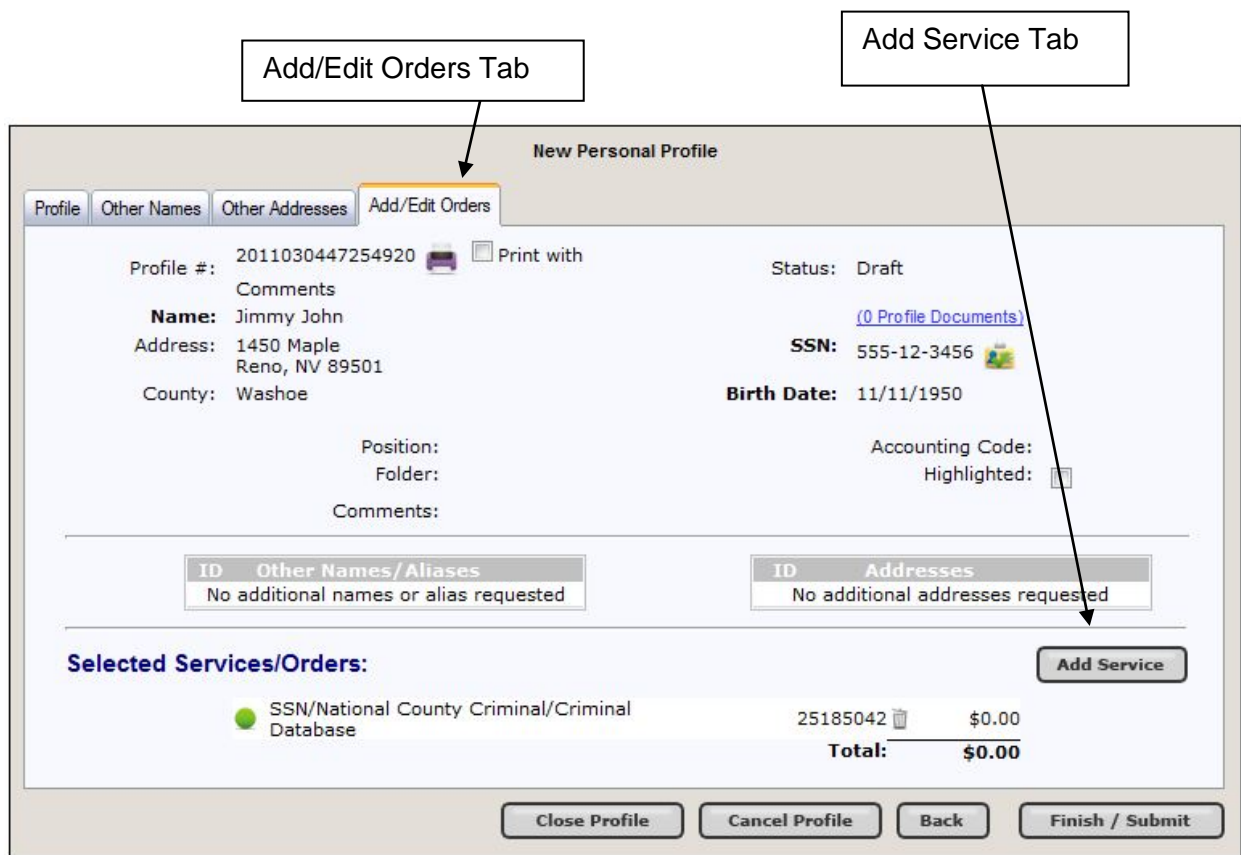 Add/Edit Orders Tab
Add Service Tab
New Personal Profile
Profile
Other Names
Other Addresses
Add/Edit Orders
Profile #: 2011030447254920 Print with
Comments
Status: Draft
Name: Jimmy John
(0 Profile Documents)
Address: 1450 Maple
Reno, NV 89501
SSN: 555-12-3456
County: Washoe
Birth Date: 11/11/1950
Position:
Accounting Code:
Folder:
Highlighted:
Comments:
ID Other Names/Aliases
No additional names or alias requested
ID Addresses
No additional addresses requested
Selected Services/Orders:
Add Service
SSN/National County Criminal/Criminal
Database
25185042 $0.00
Total: $0.00
Close Profile
Cancel Profile
Back
Finish / Submit